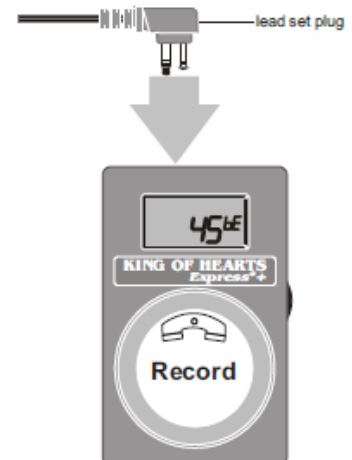 lead set plug
45bE
KING OF HEARTS
Express®+
Record